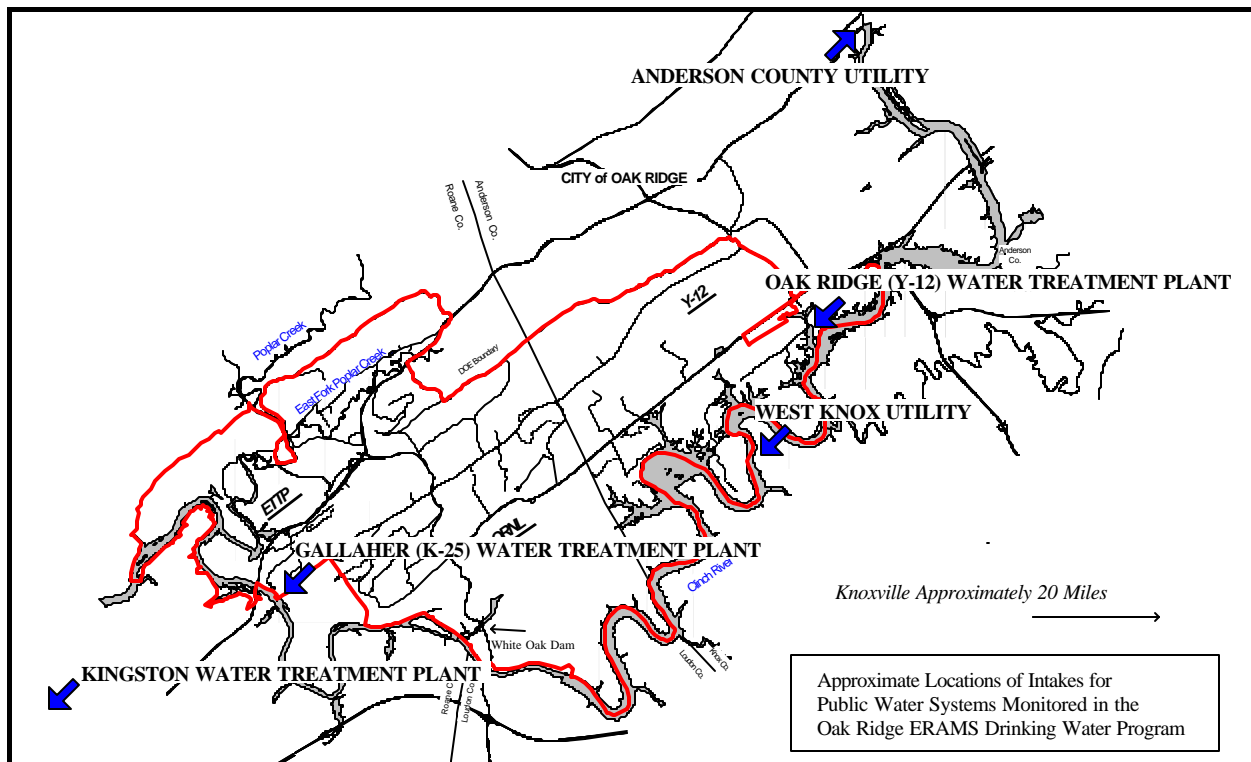 ANDERSON COUNTY UTILITY
CITY of OAK RIDGE
Anderson Co.
Roane Co.
Anderson
Co.
OAK RIDGE (Y-12) WATER TREATMENT PLANT
Y-12
Poplar Creek
DOE Boundary
East Fork Poplar Creek
WEST KNOX UTILITY
ETTP
ORNL
GALLAHER (K-25) WATER TREATMENT PLANT
Clinch River
Knoxville Approximately 20 Miles
White Oak Dam
Knox Co.
Loudon Co.
KINGSTON WATER TREATMENT PLANT
Roane C
Loudon Co.
Approximate Locations of Intakes for
Public Water Systems Monitored in the
Oak Ridge ERAMS Drinking Water Program